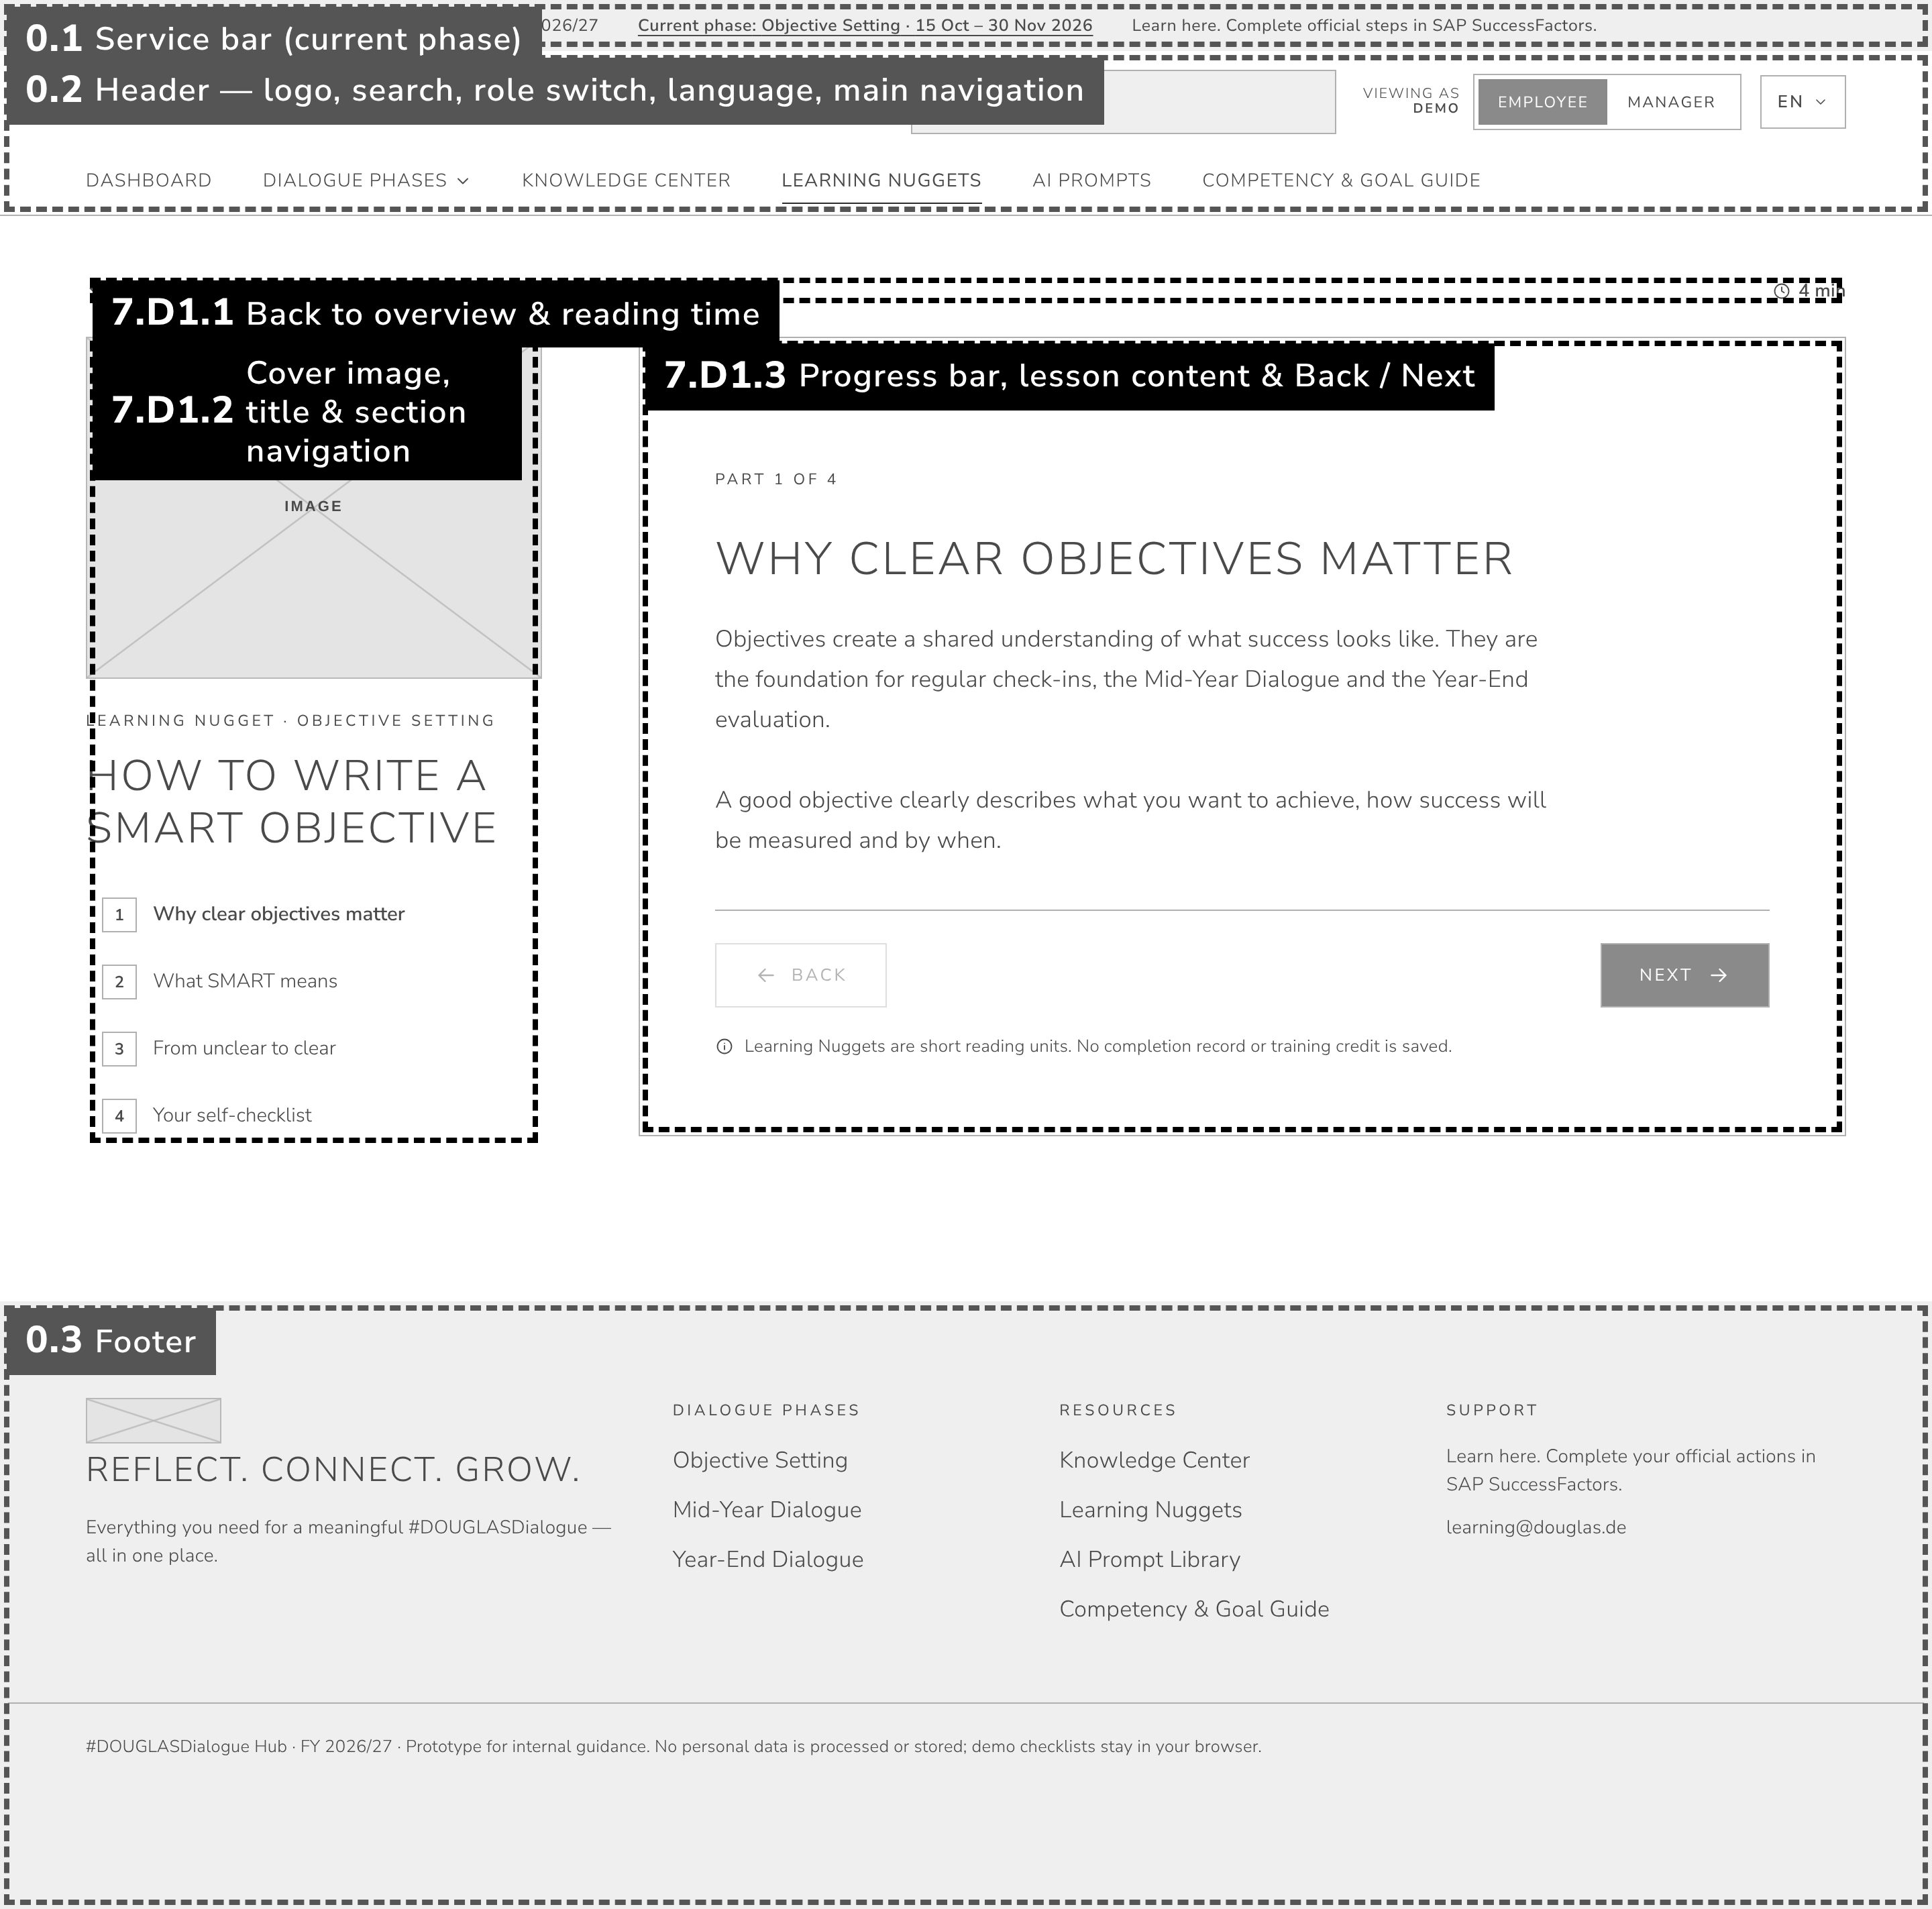 0.1 Service bar (current phase)
026/27
Current phase: Objective Setting · 15 Oct – 30 Nov 2026
Learn here. Complete official steps in SAP SuccessFactors.
0.2 Header — logo, search, role switch, language, main navigation
VIEWING AS
DEMO
EMPLOYEE
MANAGER
EN
DASHBOARD
DIALOGUE PHASES
KNOWLEDGE CENTER
LEARNING NUGGETS
AI PROMPTS
COMPETENCY & GOAL GUIDE
7.D1.1 Back to overview & reading time
4 min
7.D1.2 Cover image,
title & section
navigation
IMAGE
LEARNING NUGGET · OBJECTIVE SETTING
HOW TO WRITE A
SMART OBJECTIVE
1 Why clear objectives matter
2 What SMART means
3 From unclear to clear
4 Your self-checklist
7.D1.3 Progress bar, lesson content & Back / Next
PART 1 OF 4
WHY CLEAR OBJECTIVES MATTER
Objectives create a shared understanding of what success looks like. They are
the foundation for regular check-ins, the Mid-Year Dialogue and the Year-End
evaluation.
A good objective clearly describes what you want to achieve, how success will
be measured and by when.
← BACK
NEXT →
Learning Nuggets are short reading units. No completion record or training credit is saved.
0.3 Footer
REFLECT. CONNECT. GROW.
Everything you need for a meaningful #DOUGLASDialogue —
all in one place.
DIALOGUE PHASES
Objective Setting
Mid-Year Dialogue
Year-End Dialogue
RESOURCES
Knowledge Center
Learning Nuggets
AI Prompt Library
Competency & Goal Guide
SUPPORT
Learn here. Complete your official actions in
SAP SuccessFactors.
learning@douglas.de
#DOUGLASDialogue Hub · FY 2026/27 · Prototype for internal guidance. No personal data is processed or stored; demo checklists stay in your browser.